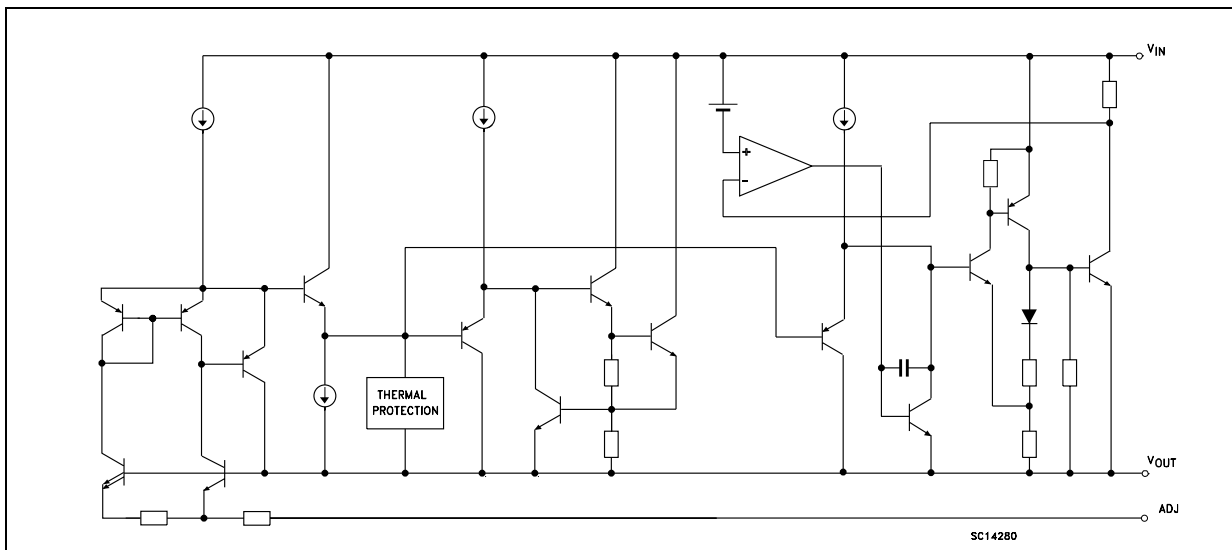 VIN
+
-
THERMAL
PROTECTION
VOUT
ADJ
SC14280